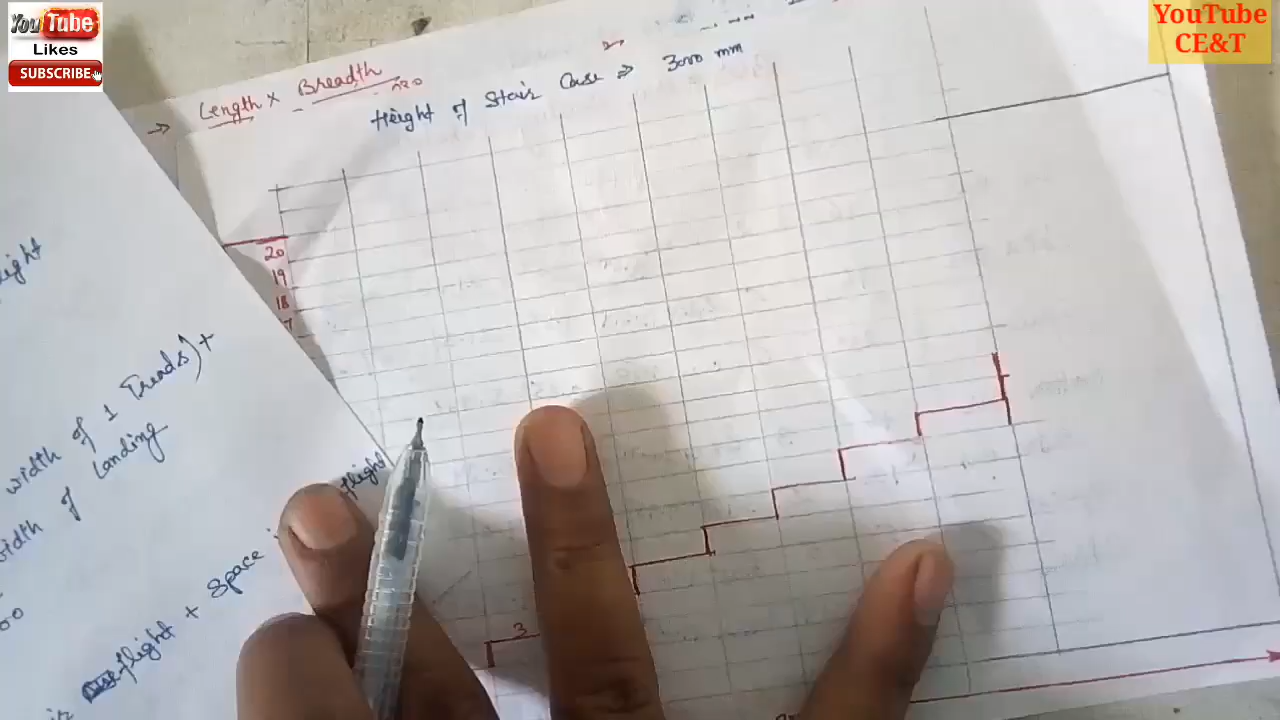 YouTube
Likes
SUBSCRIBE
YouTube
CE&T
Length x Breadth
Height of Stair Case ⇒ 3000 mm
20
19
18
3
width of 1 Treads) +
width of Landing
flight
flight + Space